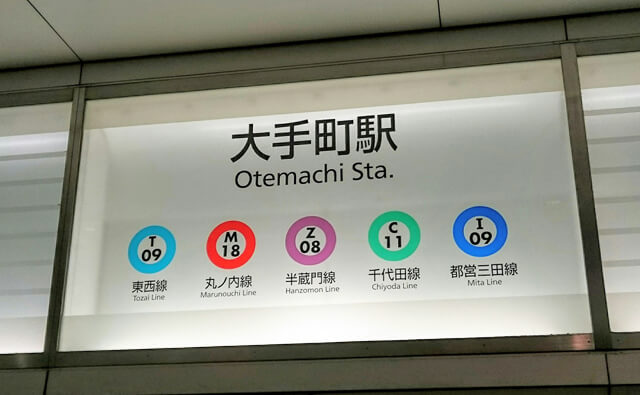 大手町駅
Otemachi Sta.
T 09
M 18
Z 08
C 11
I 09
東西線
丸ノ内線
半蔵門線
千代田線
都営三田線
Tozai Line
Marunouchi Line
Hanzomon Line
Chiyoda Line
Mita Line